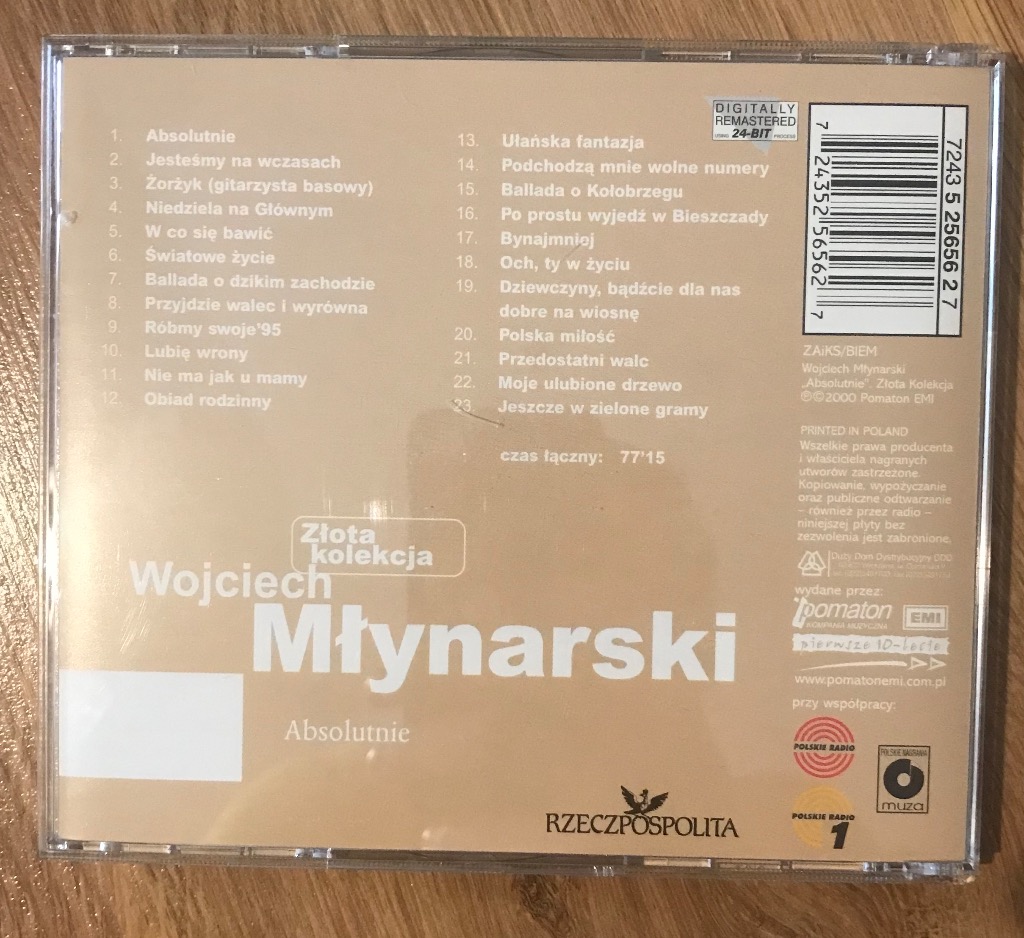 1. Absolutnie
2. Jesteśmy na wczasach
3. Żorżyk (gitarzysta basowy)
4. Niedziela na Głównym
5. W co się bawić
6. Światowe życie
7. Ballada o dzikim zachodzie
8. Przyjdzie walec i wyrówna
9. Róbmy swoje'95
10. Lubię wrony
11. Nie ma jak u mamy
12. Obiad rodzinny
13. Ułańska fantazja
14. Podchodzą mnie wolne numery
15. Ballada o Kołobrzegu
16. Po prostu wyjedź w Bieszczady
17. Bynajmniej
18. Och, ty w życiu
19. Dziewczyny, bądźcie dla nas
dobre na wiosnę
20. Polska miłość
21. Przedostatni walc
22. Moje ulubione drzewo
23. Jeszcze w zielone gramy
czas łączny: 77'15
Złota
kolekcja
Wojciech
Młynarski
Absolutnie
RZECZPOSPOLITA
DIGITALLY
REMASTERED
USING 24-BIT PROCESS
7 24352 56562 7
7243 5 25656 2 7
ZAiKS/BIEM
Wojciech Młynarski
„Absolutnie". Złota Kolekcja
℗©2000 Pomaton EMI
PRINTED IN POLAND
Wszelkie prawa producenta
i właściciela nagranych
utworów zastrzeżone.
Kopiowanie, wypożyczanie
oraz publiczne odtwarzanie
– również przez radio –
niniejszej płyty bez
zezwolenia jest zabronione.
Duży Dom Dystrybucyjny DDD
wydane przez:
pomaton EMI
KOMPANIA MUZYCZNA
pierwsze 10-lecie
www.pomatonemi.com.pl
przy współpracy:
POLSKIE RADIO
POLSKIE NAGRANIA
muza
POLSKIE RADIO
1